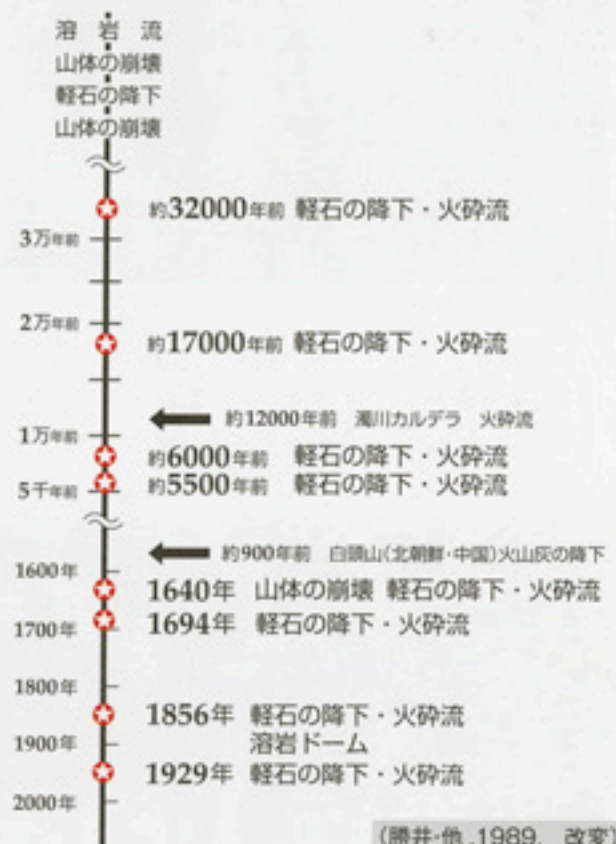 溶岩流
山体の崩壊
軽石の降下
山体の崩壊
約32000年前 軽石の降下・火砕流
3万年前
2万年前
約17000年前 軽石の降下・火砕流
約12000年前 濁川カルデラ 火砕流
1万年前
約6000年前 軽石の降下・火砕流
約5500年前 軽石の降下・火砕流
5千年前
約900年前 白頭山(北朝鮮・中国)火山灰の降下
1600年
1640年 山体の崩壊 軽石の降下・火砕流
1694年 軽石の降下・火砕流
1700年
1800年
1856年 軽石の降下・火砕流
溶岩ドーム
1900年
1929年 軽石の降下・火砕流
2000年
(勝井・他,1989, 改変)